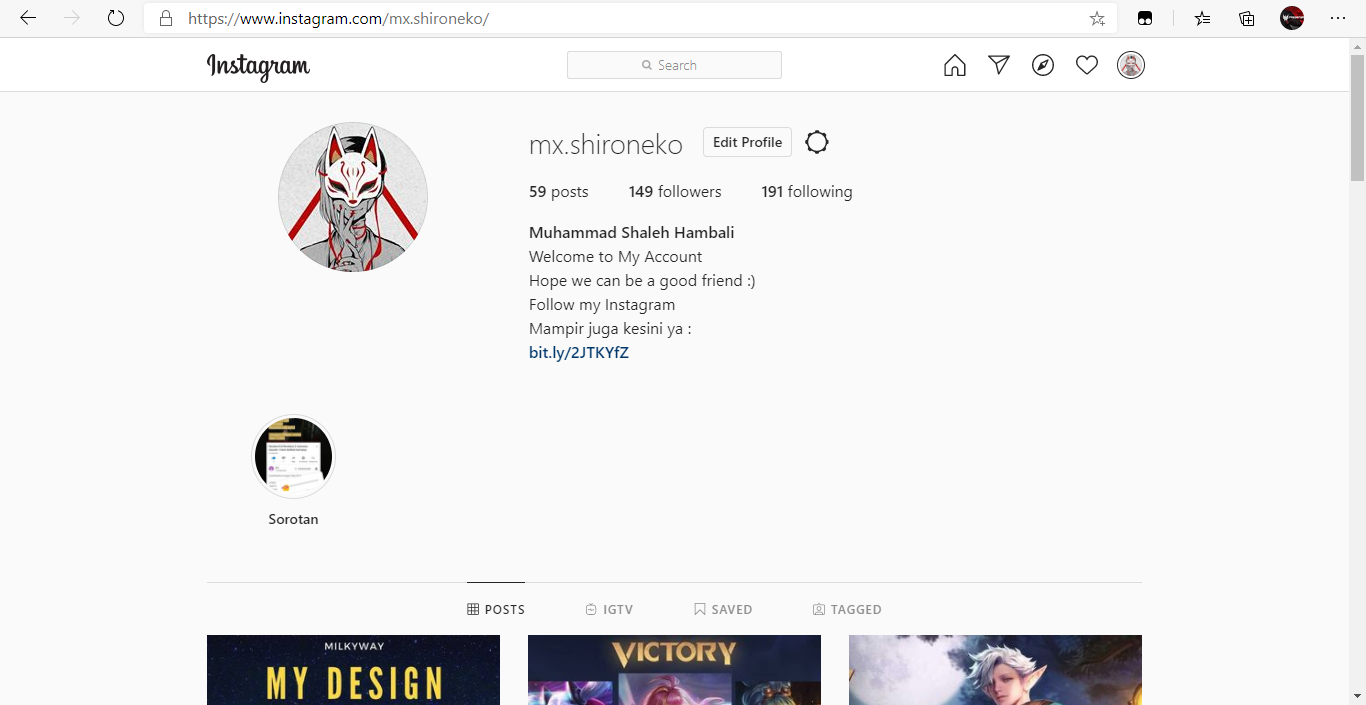 https://www.instagram.com/mx.shironeko/
Instagram
Search
mx.shironeko
Edit Profile
59 posts
149 followers
191 following
Muhammad Shaleh Hambali
Welcome to My Account
Hope we can be a good friend :)
Follow my Instagram
Mampir juga kesini ya :
bit.ly/2JTKYfZ
Sorotan
POSTS
IGTV
SAVED
TAGGED
MILKYWAY
MY DESIGN
VICTORY